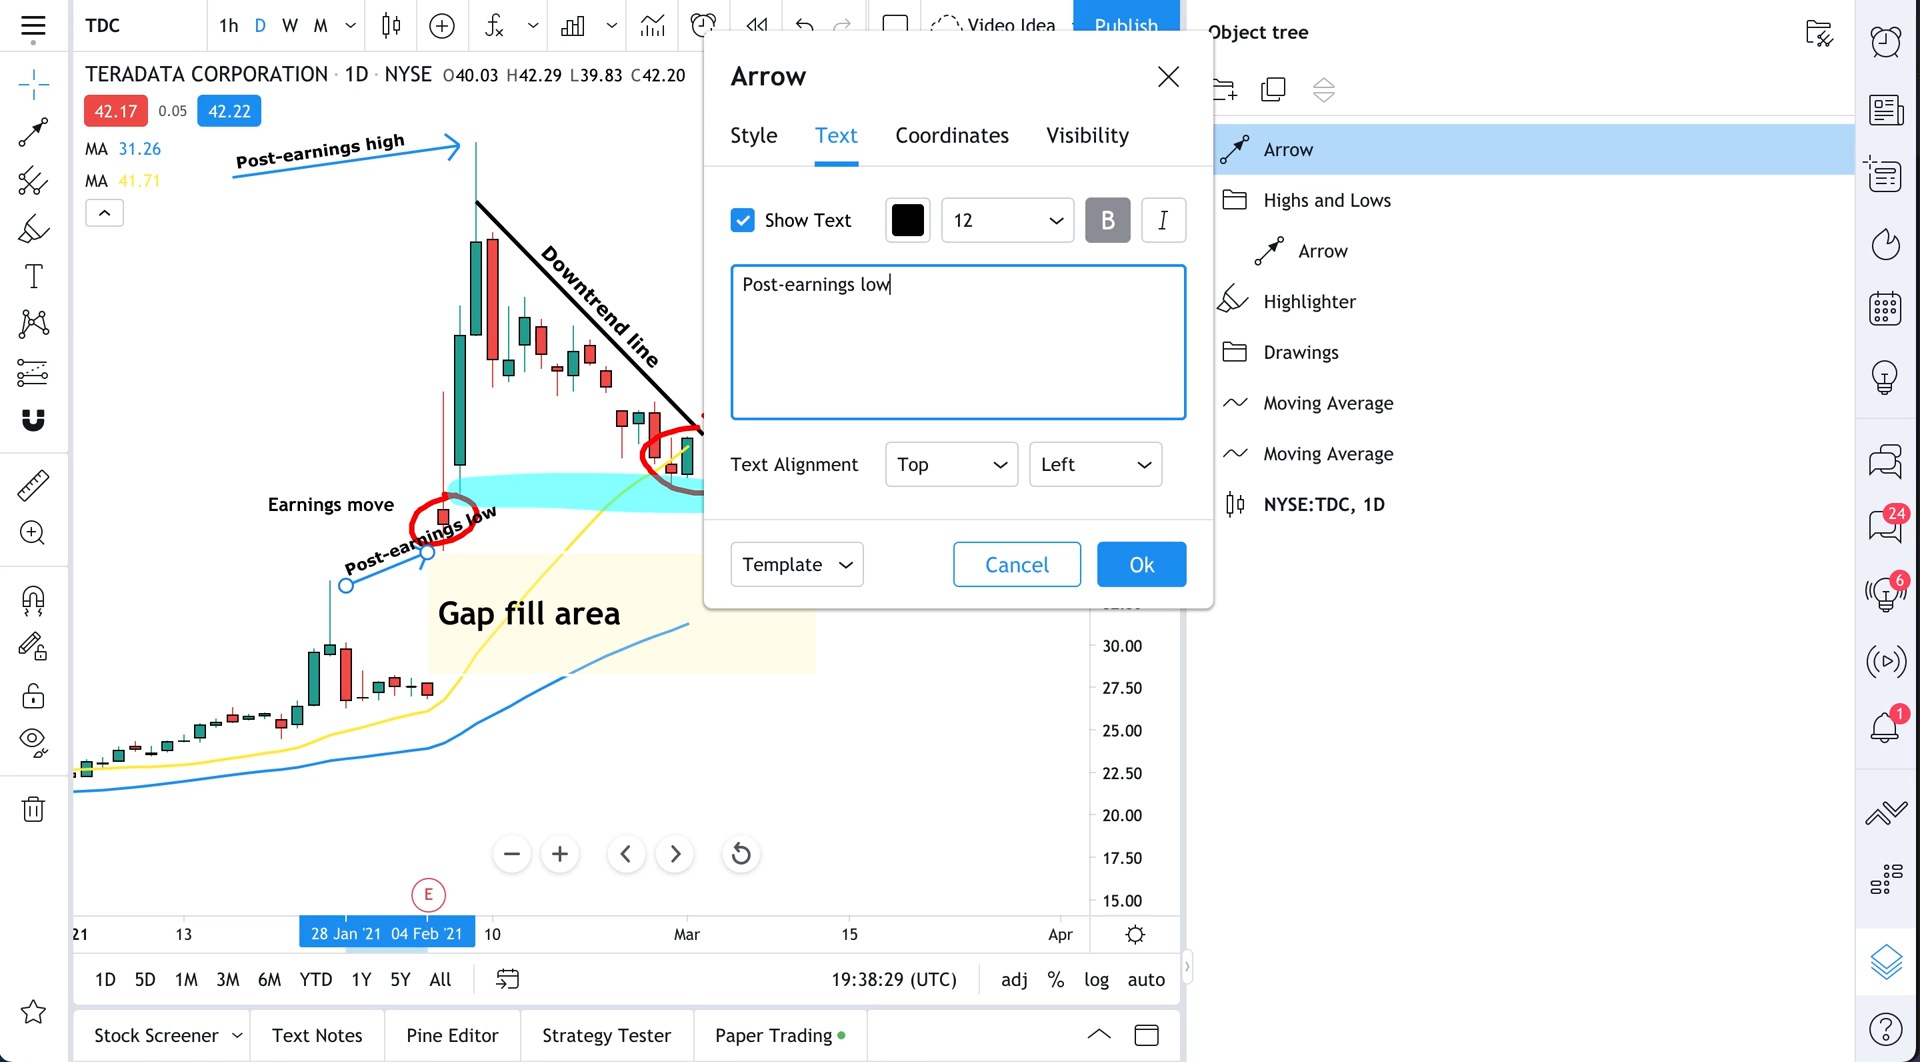 TDC
1h D W M
Video Idea
Publish
TERADATA CORPORATION · 1D · NYSE O40.03 H42.29 L39.83 C42.20
42.17 0.05 42.22
MA 31.26
MA 41.71
Post-earnings high
Downtrend line
Earnings move
Post-earnings low
Gap fill area
Arrow
Style Text Coordinates Visibility
Show Text 12 B I
Post-earnings low
Text Alignment Top Left
Template Cancel Ok
Object tree
Arrow
Highs and Lows
Arrow
Highlighter
Drawings
Moving Average
Moving Average
NYSE:TDC, 1D
24
6
1
30.00
27.50
25.00
22.50
20.00
17.50
15.00
E
21 13 28 Jan '21 04 Feb '21 10 Mar 15 Apr
1D 5D 1M 3M 6M YTD 1Y 5Y All 19:38:29 (UTC) adj % log auto
Stock Screener Text Notes Pine Editor Strategy Tester Paper Trading